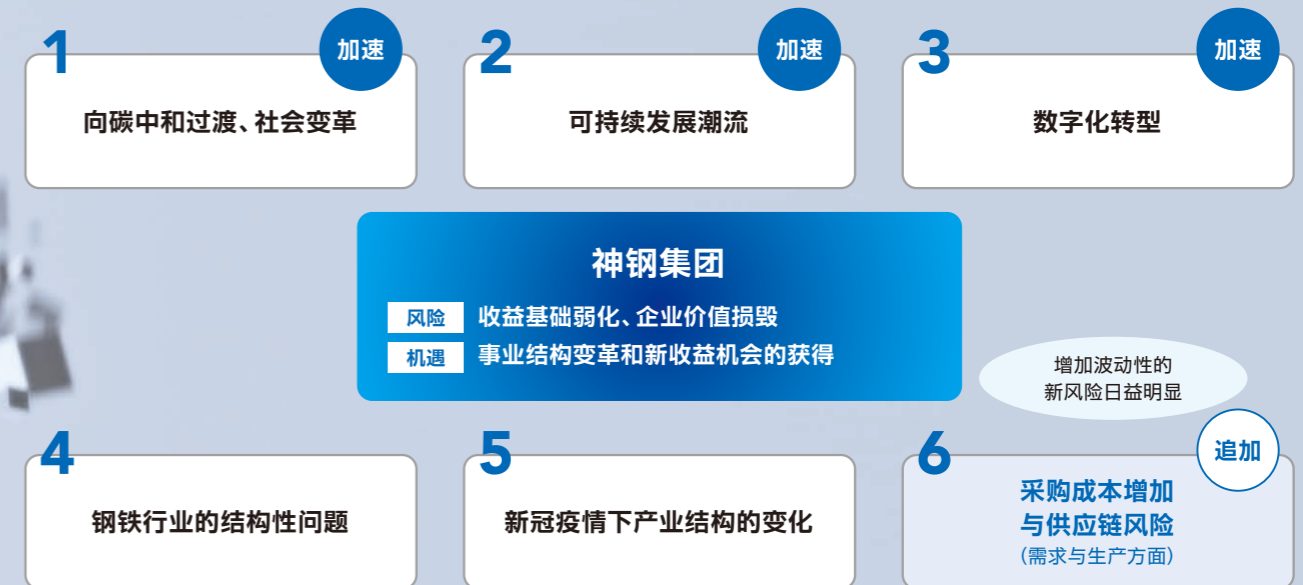 1
加速
向碳中和过渡、社会变革
2
加速
可持续发展潮流
3
加速
数字化转型
神钢集团
风险 收益基础弱化、企业价值损毁
机遇 事业结构变革和新收益机会的获得
增加波动性的
新风险日益明显
4
钢铁行业的结构性问题
5
新冠疫情下产业结构的变化
6
追加
采购成本增加
与供应链风险
(需求与生产方面)